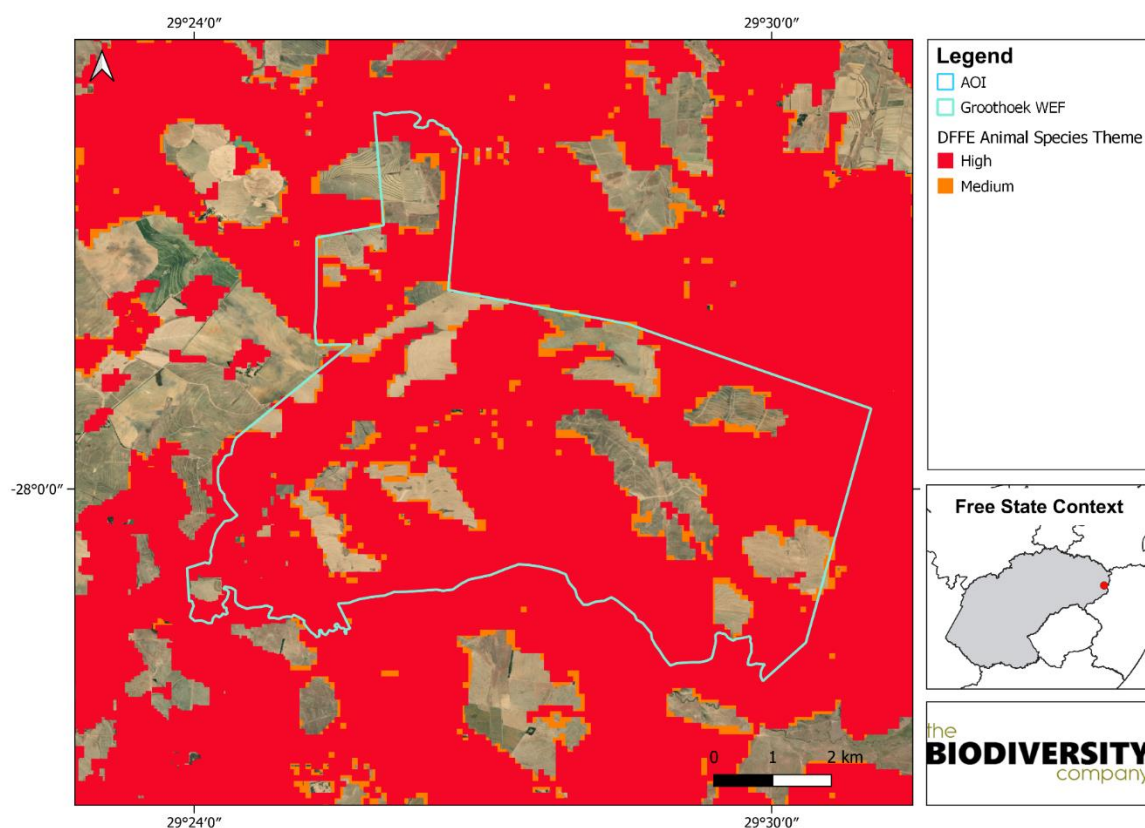 29°24′0″ 29°30′0″
Legend
AOI
Groothoek WEF
DFFE Animal Species Theme
High
Medium
-28°0′0″
Free State Context
0 1 2 km
the
BIODIVERSITY
company
29°24′0″ 29°30′0″